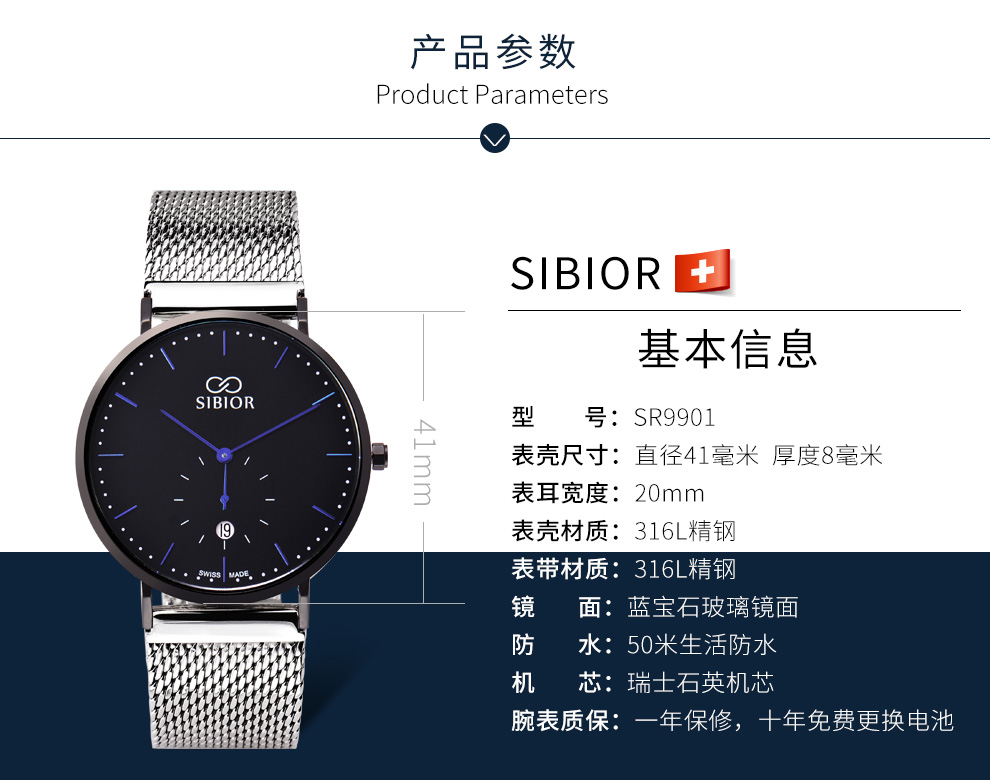 产品参数
Product Parameters
SIBIOR
19
SWISS MADE
41mm
SIBIOR
基本信息
型 号：SR9901
表壳尺寸：直径41毫米 厚度8毫米
表耳宽度：20mm
表壳材质：316L精钢
表带材质：316L精钢
镜 面：蓝宝石玻璃镜面
防 水：50米生活防水
机 芯：瑞士石英机芯
腕表质保：一年保修，十年免费更换电池